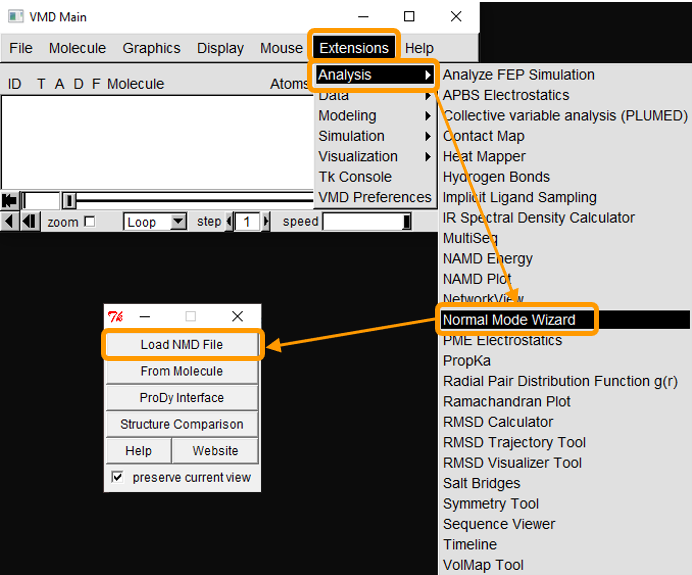 VMD Main
File Molecule Graphics Display Mouse Extensions Help
ID T A D F Molecule Atoms
zoom Loop step 1 speed
Analysis
Data
Modeling
Simulation
Visualization
Tk Console
VMD Preferences
Analyze FEP Simulation
APBS Electrostatics
Collective variable analysis (PLUMED)
Contact Map
Heat Mapper
Hydrogen Bonds
Implicit Ligand Sampling
IR Spectral Density Calculator
MultiSeq
NAMD Energy
NAMD Plot
NetworkView
Normal Mode Wizard
PME Electrostatics
PropKa
Radial Pair Distribution Function g(r)
Ramachandran Plot
RMSD Calculator
RMSD Trajectory Tool
RMSD Visualizer Tool
Salt Bridges
Symmetry Tool
Sequence Viewer
Timeline
VolMap Tool
Load NMD File
From Molecule
ProDy Interface
Structure Comparison
Help Website
preserve current view